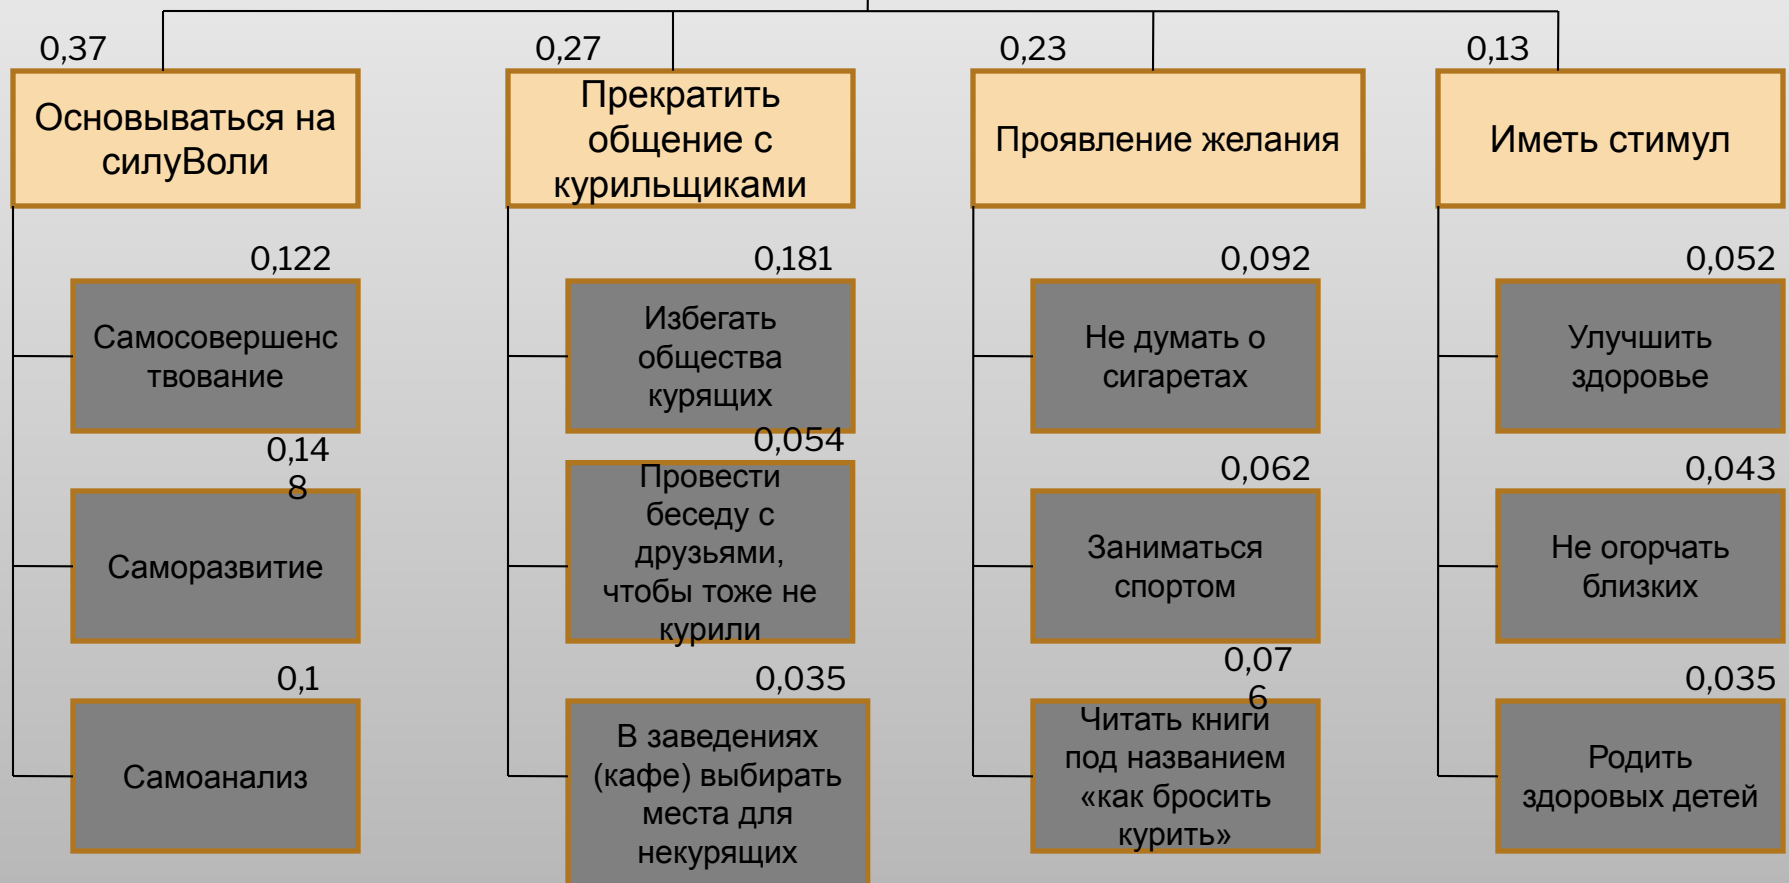 0,37
0,27
0,23
0,13
Основываться на
силуВоли
Прекратить
общение с
курильщиками
Проявление желания
Иметь стимул
0,122
0,181
0,092
0,052
Самосовершенс
твование
Избегать
общества
курящих
Не думать о
сигаретах
Улучшить
здоровье
0,14
8
0,054
0,062
0,043
Саморазвитие
Провести
беседу с
друзьями,
чтобы тоже не
курили
Заниматься
спортом
Не огорчать
близких
0,1
0,035
0,07
6
0,035
Самоанализ
В заведениях
(кафе) выбирать
места для
некурящих
Читать книги
под названием
«как бросить
курить»
Родить
здоровых детей